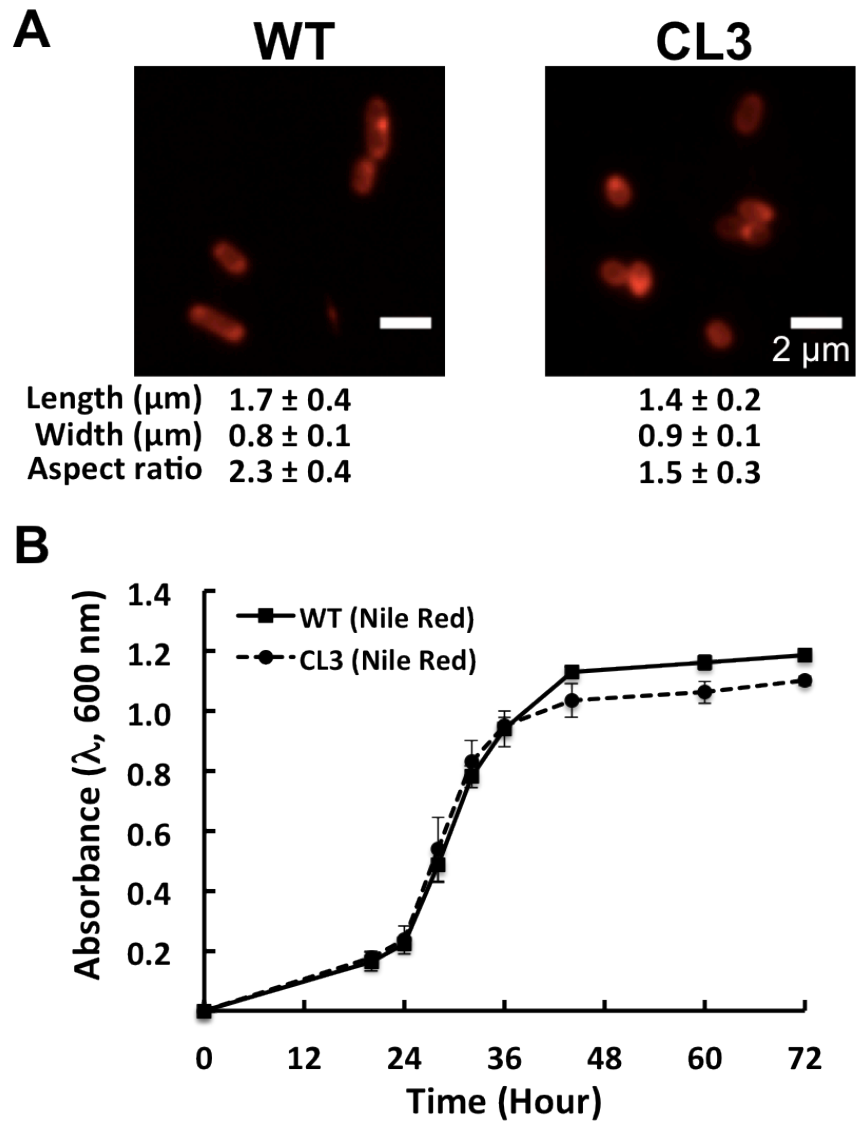 A
WT
CL3
2 μm
Length (μm) 1.7 ± 0.4 1.4 ± 0.2
Width (μm) 0.8 ± 0.1 0.9 ± 0.1
Aspect ratio 2.3 ± 0.4 1.5 ± 0.3
B
Absorbance (λ, 600 nm)
1.4
1.2
1.0
0.8
0.6
0.4
0.2
WT (Nile Red)
CL3 (Nile Red)
0 12 24 36 48 60 72
Time (Hour)